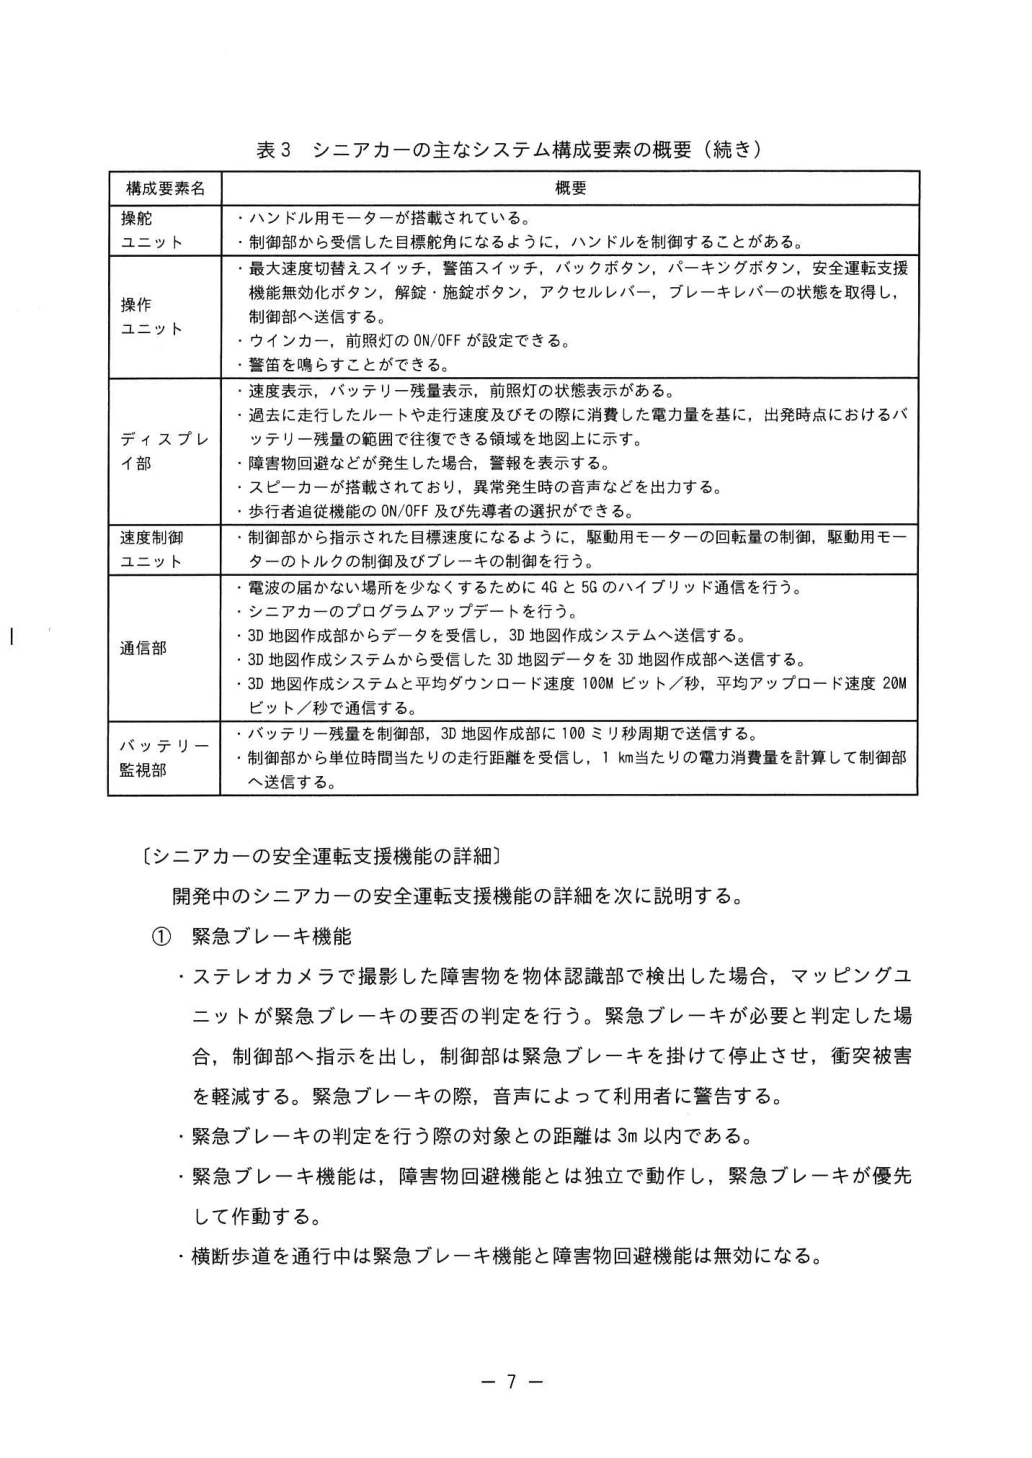 表3　シニアカーの主なシステム構成要素の概要（続き）
構成要素名　概要
操舵
ユニット
・ハンドル用モーターが搭載されている。
・制御部から受信した目標舵角になるように，ハンドルを制御することがある。
操作
ユニット
・最大速度切替えスイッチ，警笛スイッチ，バックボタン，パーキングボタン，安全運転支援
機能無効化ボタン，解錠・施錠ボタン，アクセルレバー，ブレーキレバーの状態を取得し，
制御部へ送信する。
・ウインカー，前照灯の ON/OFF が設定できる。
・警笛を鳴らすことができる。
ディスプレ
イ部
・速度表示，バッテリー残量表示，前照灯の状態表示がある。
・過去に走行したルートや走行速度及びその際に消費した電力量を基に，出発時点におけるバ
ッテリー残量の範囲で往復できる領域を地図上に示す。
・障害物回避などが発生した場合，警報を表示する。
・スピーカーが搭載されており，異常発生時の音声などを出力する。
・歩行者追従機能の ON/OFF 及び先導者の選択ができる。
速度制御
ユニット
・制御部から指示された目標速度になるように，駆動用モーターの回転量の制御，駆動用モー
ターのトルクの制御及びブレーキの制御を行う。
通信部
・電波の届かない場所を少なくするために 4G と 5G のハイブリッド通信を行う。
・シニアカーのプログラムアップデートを行う。
・3D 地図作成部からデータを受信し，3D 地図作成システムへ送信する。
・3D 地図作成システムから受信した 3D 地図データを 3D 地図作成部へ送信する。
・3D 地図作成システムと平均ダウンロード速度 100M ビット／秒，平均アップロード速度 20M
ビット／秒で通信する。
バッテリー
監視部
・バッテリー残量を制御部，3D 地図作成部に 100 ミリ秒周期で送信する。
・制御部から単位時間当たりの走行距離を受信し，1 km当たりの電力消費量を計算して制御部
へ送信する。
〔シニアカーの安全運転支援機能の詳細〕
開発中のシニアカーの安全運転支援機能の詳細を次に説明する。
①　緊急ブレーキ機能
・ステレオカメラで撮影した障害物を物体認識部で検出した場合，マッピングユ
ニットが緊急ブレーキの要否の判定を行う。緊急ブレーキが必要と判定した場
合，制御部へ指示を出し，制御部は緊急ブレーキを掛けて停止させ，衝突被害
を軽減する。緊急ブレーキの際，音声によって利用者に警告する。
・緊急ブレーキの判定を行う際の対象との距離は 3m 以内である。
・緊急ブレーキ機能は，障害物回避機能とは独立で動作し，緊急ブレーキが優先
して作動する。
・横断歩道を通行中は緊急ブレーキ機能と障害物回避機能は無効になる。
－ 7 －